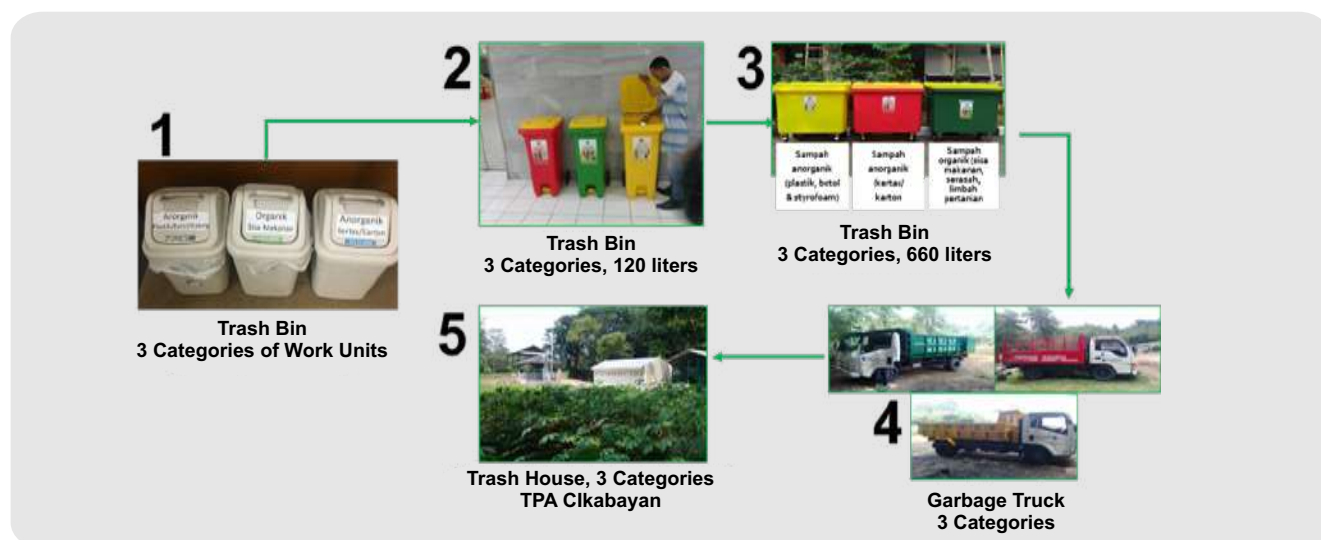 1
Anorganik
Organik
Sisa Makanan
Anorganik
Kertas/Karton
Trash Bin
3 Categories of Work Units
2
Trash Bin
3 Categories, 120 liters
3
Sampah
anorganik
(plastik, botol
& styrofoam)
Sampah
anorganik
(kertas/
karton
Sampah
organik (sisa
makanan,
serasah,
limbah
pertanian
Trash Bin
3 Categories, 660 liters
4
Garbage Truck
3 Categories
5
Trash House, 3 Categories
TPA CIkabayan